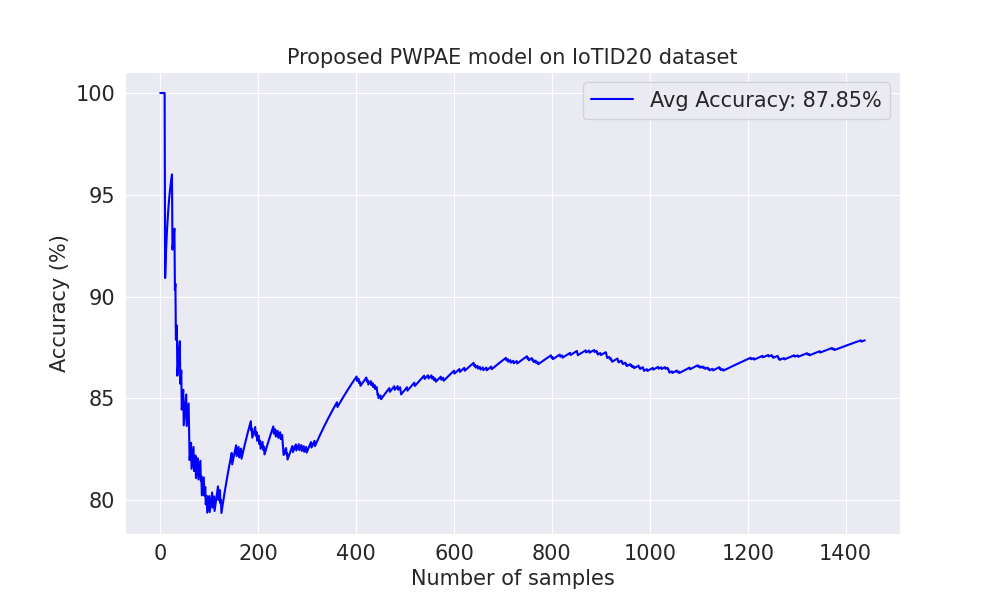 Proposed PWPAE model on IoTID20 dataset
Avg Accuracy: 87.85%
Accuracy (%)
100
95
90
85
80
0 200 400 600 800 1000 1200 1400
Number of samples